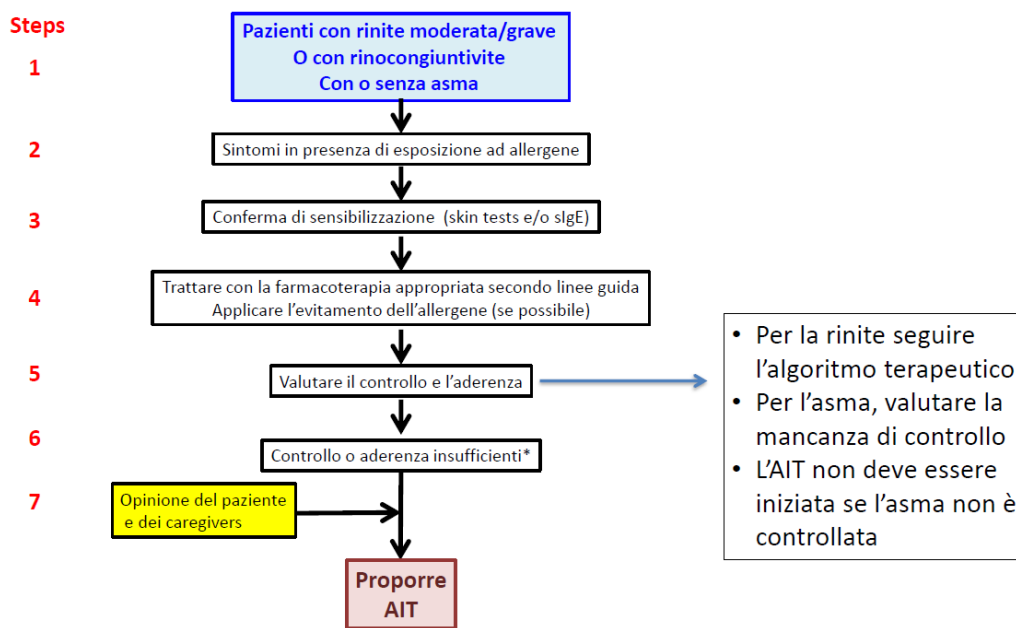 Steps
1
Pazienti con rinite moderata/grave
O con rinocongiuntivite
Con o senza asma
2
Sintomi in presenza di esposizione ad allergene
3
Conferma di sensibilizzazione (skin tests e/o sIgE)
4
Trattare con la farmacoterapia appropriata secondo linee guida
Applicare l'evitamento dell'allergene (se possibile)
5
Valutare il controllo e l'aderenza
• Per la rinite seguire
l'algoritmo terapeutico
• Per l'asma, valutare la
mancanza di controllo
• L'AIT non deve essere
iniziata se l'asma non è
controllata
6
Controllo o aderenza insufficienti*
7
Opinione del paziente
e dei caregivers
Proporre
AIT